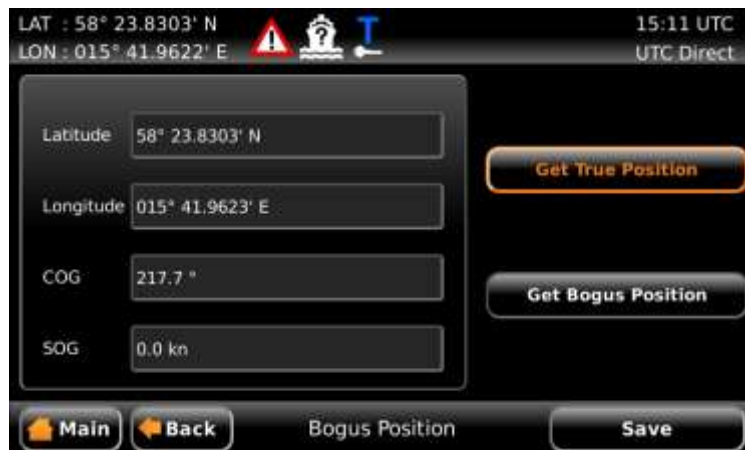 LAT : 58° 23.8303' N
LON : 015° 41.9622' E
?
T
15:11 UTC
UTC Direct
Latitude 58° 23.8303' N
Longitude 015° 41.9623' E
COG 217.7 °
SOG 0.0 kn
Get True Position
Get Bogus Position
Main Back Bogus Position Save